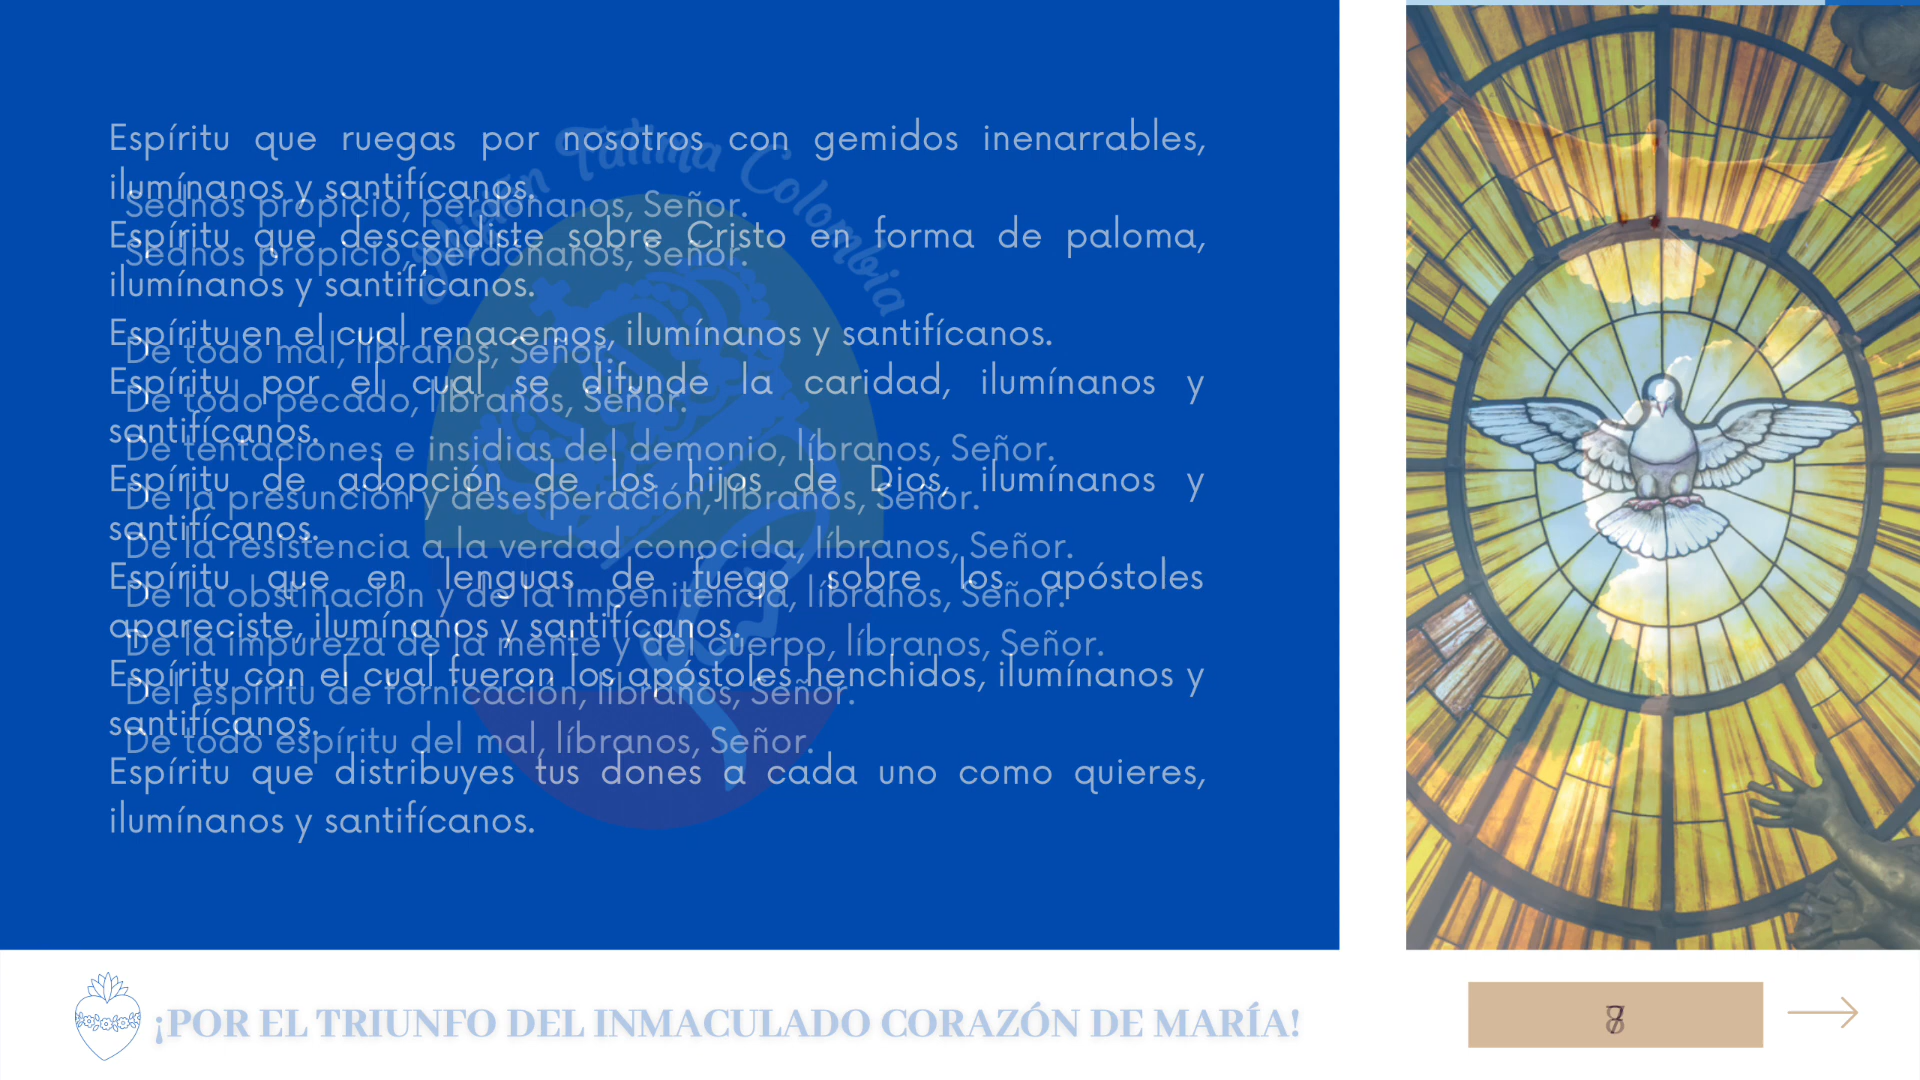 Espíritu que ruegas por nosotros con gemidos inenarrables,
ilumínanos y santifícanos.
Espíritu que descendiste sobre Cristo en forma de paloma,
ilumínanos y santifícanos.
Espíritu en el cual renacemos, ilumínanos y santifícanos.
Espíritu por el cual se difunde la caridad, ilumínanos y
santifícanos.
Espíritu de adopción de los hijos de Dios, ilumínanos y
santifícanos.
Espíritu que en lenguas de fuego sobre los apóstoles
apareciste, ilumínanos y santifícanos.
Espíritu con el cual fueron los apóstoles henchidos, ilumínanos y
santifícanos.
Espíritu que distribuyes tus dones a cada uno como quieres,
ilumínanos y santifícanos.
Sednos propicio, perdónanos, Señor.
Sednos propicio, perdónanos, Señor.
De todo mal, líbranos, Señor.
De todo pecado, líbranos, Señor.
De tentaciones e insidias del demonio, líbranos, Señor.
De la presunción y desesperación, líbranos, Señor.
De la resistencia a la verdad conocida, líbranos, Señor.
De la obstinación y de la impenitencia, líbranos, Señor.
De la impureza de la mente y del cuerpo, líbranos, Señor.
Del espíritu de fornicación, líbranos, Señor.
De todo espíritu del mal, líbranos, Señor.
Fátima Colombia
¡POR EL TRIUNFO DEL INMACULADO CORAZÓN DE MARÍA!